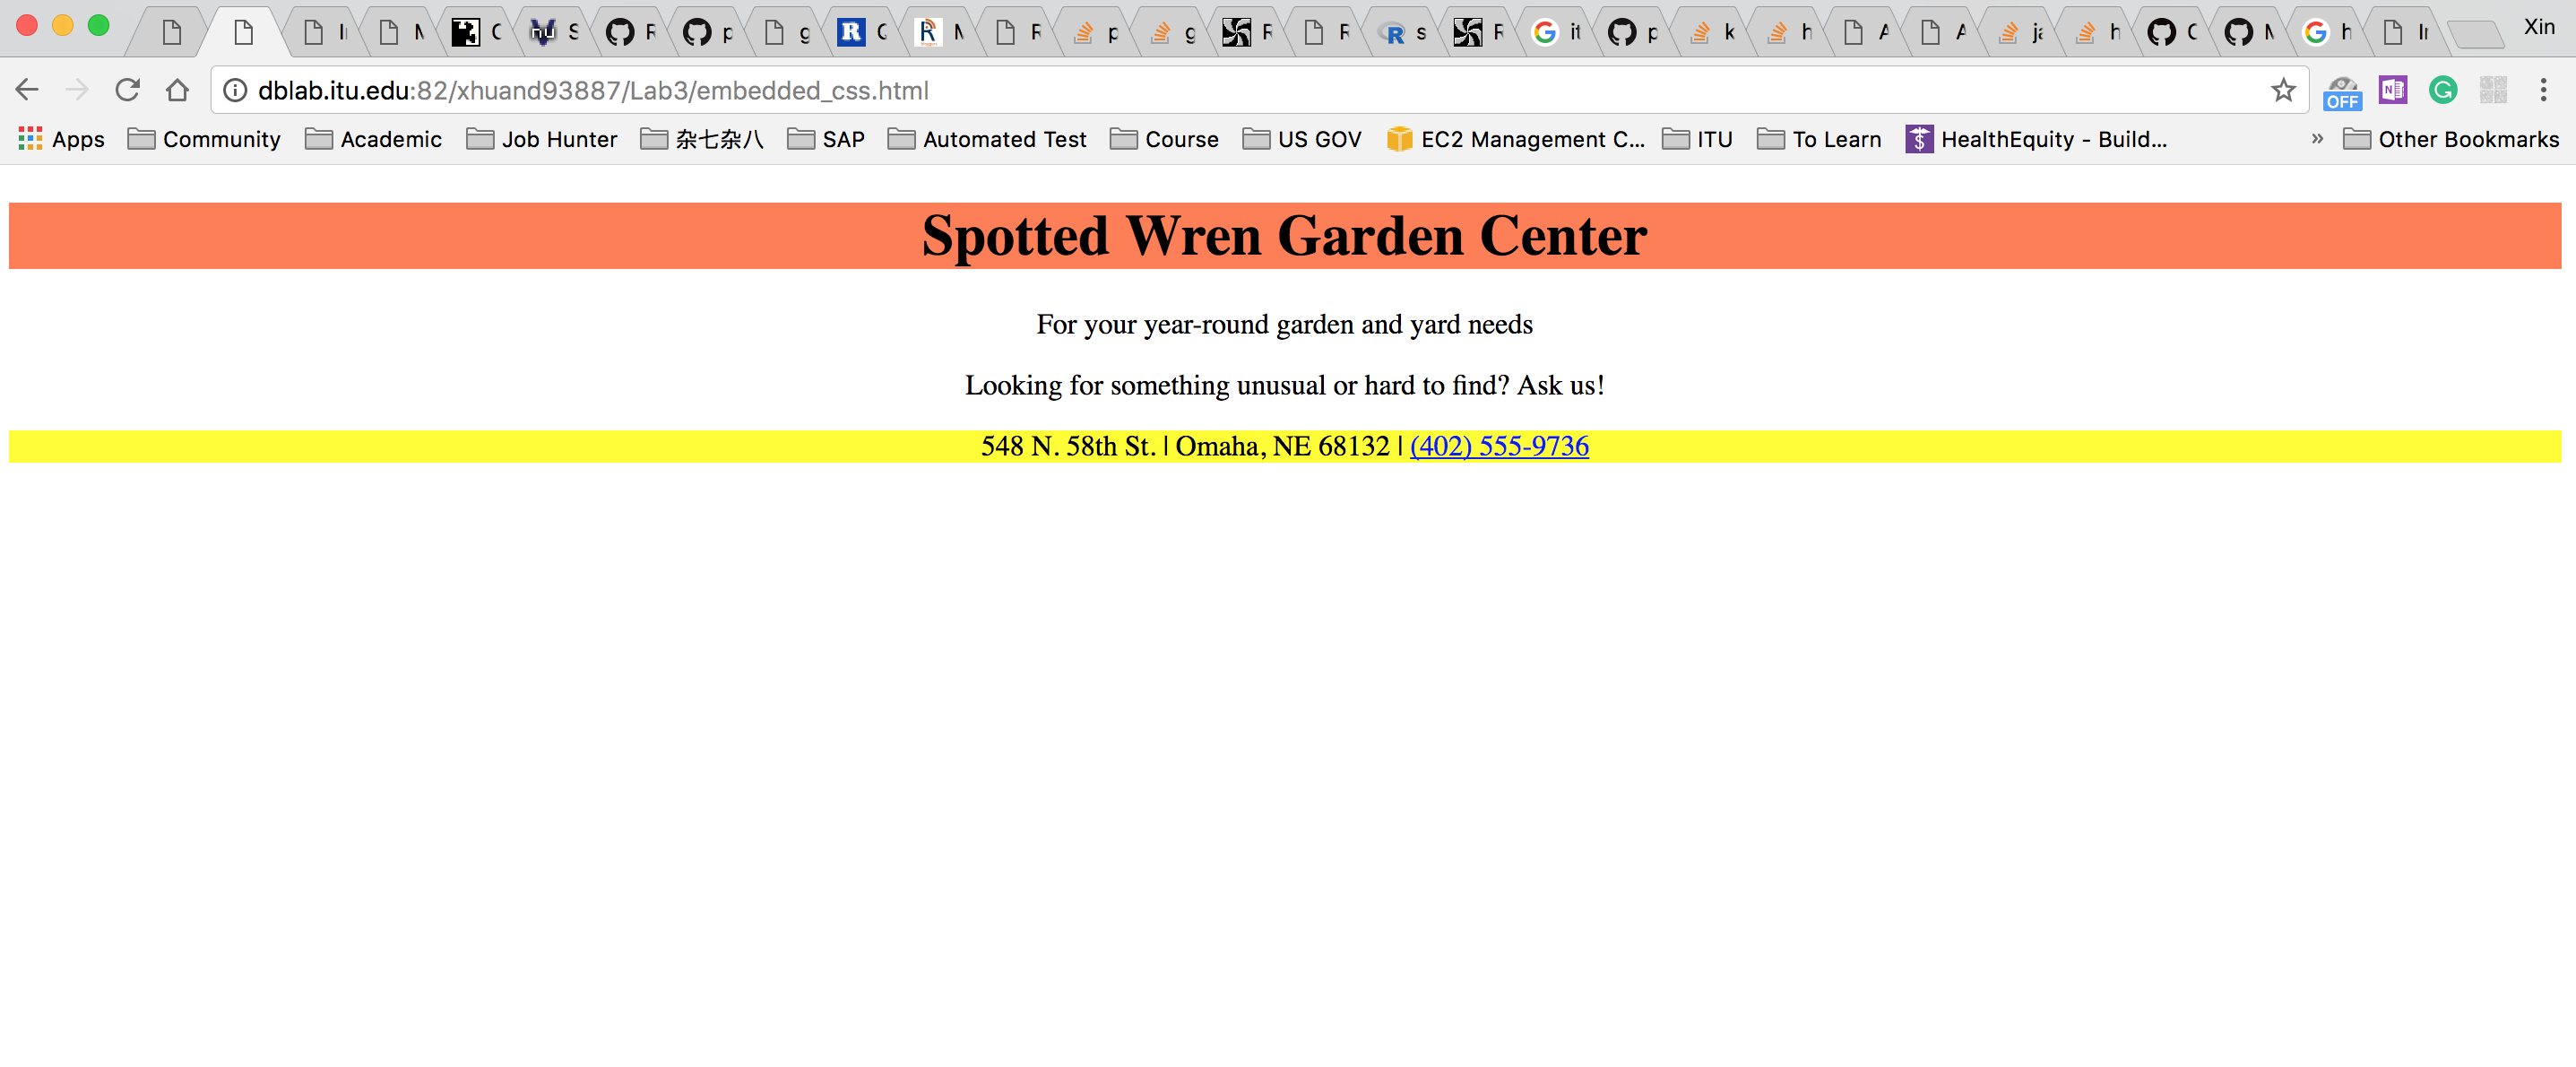 Xin
dblab.itu.edu:82/xhuand93887/Lab3/embedded_css.html
OFF
Apps Community Academic Job Hunter 杂七杂八 SAP Automated Test Course US GOV EC2 Management C... ITU To Learn HealthEquity - Build... » Other Bookmarks
Spotted Wren Garden Center
For your year-round garden and yard needs
Looking for something unusual or hard to find? Ask us!
548 N. 58th St. | Omaha, NE 68132 | (402) 555-9736